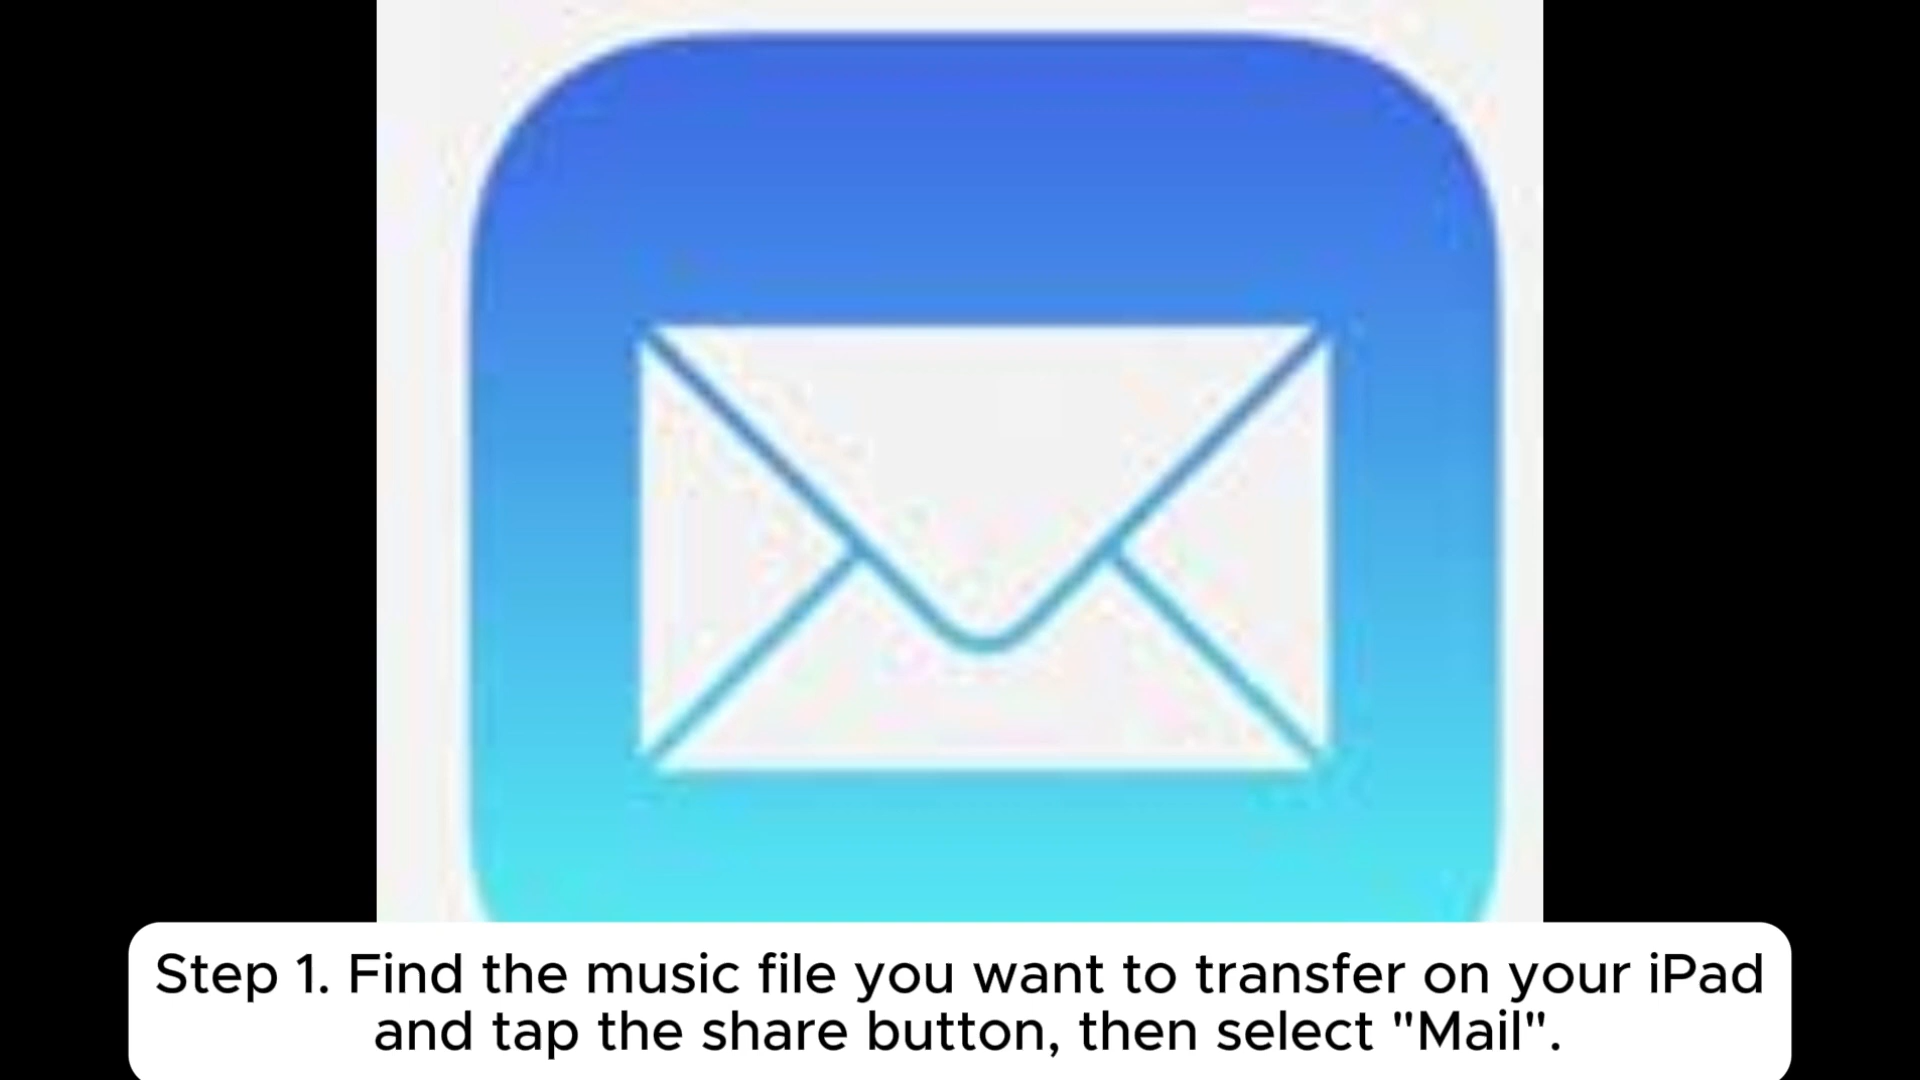 Step 1. Find the music file you want to transfer on your iPad
and tap the share button, then select "Mail".